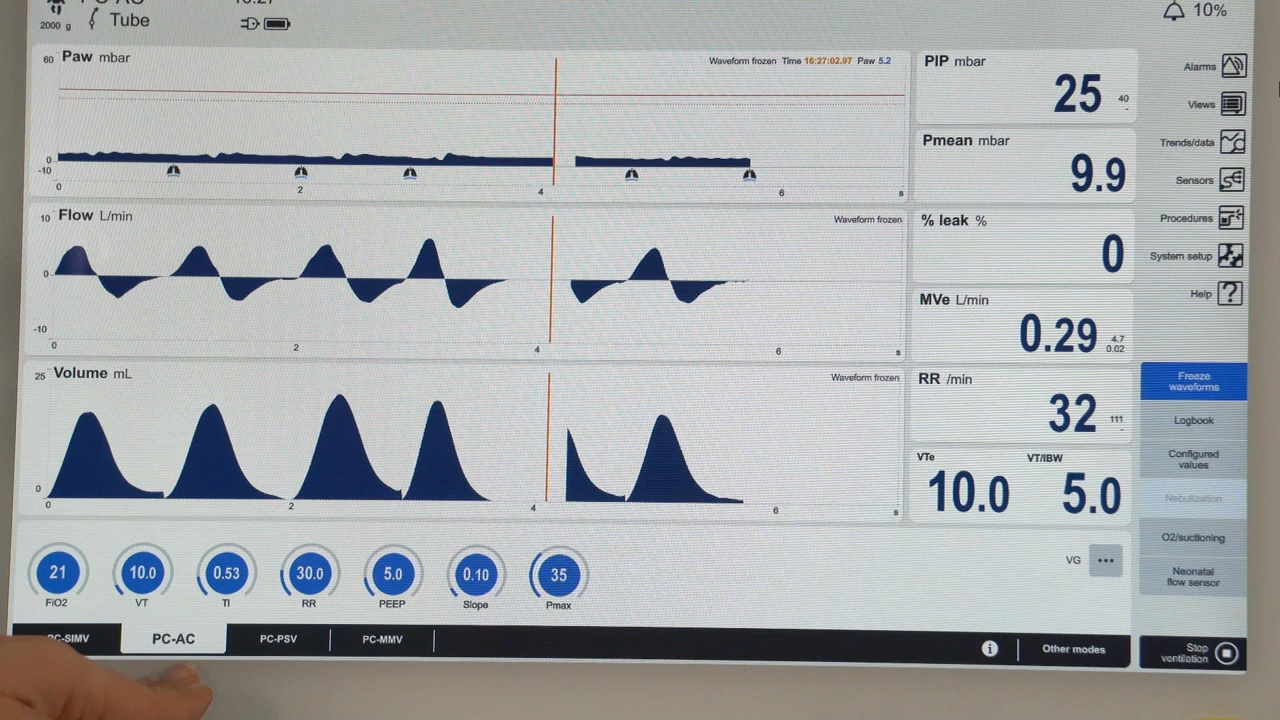 2000 g Tube
10%
60 Paw mbar
Waveform frozen Time 16:27:02.97 Paw 5.2
0
-10
0 2 4 6 s
10 Flow L/min
Waveform frozen
0
-10
0 2 4 6 s
25 Volume mL
Waveform frozen
0
0 2 4 6 s
PIP mbar
25 40
-
Pmean mbar
9.9
% leak %
0
MVe L/min
0.29 4.7
0.02
RR /min
32 111
VTe VT/IBW
10.0 5.0
Alarms
Views
Trends/data
Sensors
Procedures
System setup
Help ?
Freeze
waveforms
Logbook
Configured
values
Nebulization
O2/suctioning
Neonatal
flow sensor
21 10.0 0.53 30.0 5.0 0.10 35
FiO2 VT TI RR PEEP Slope Pmax
VG •••
PC-SIMV PC-AC PC-PSV PC-MMV
i Other modes
Stop
ventilation